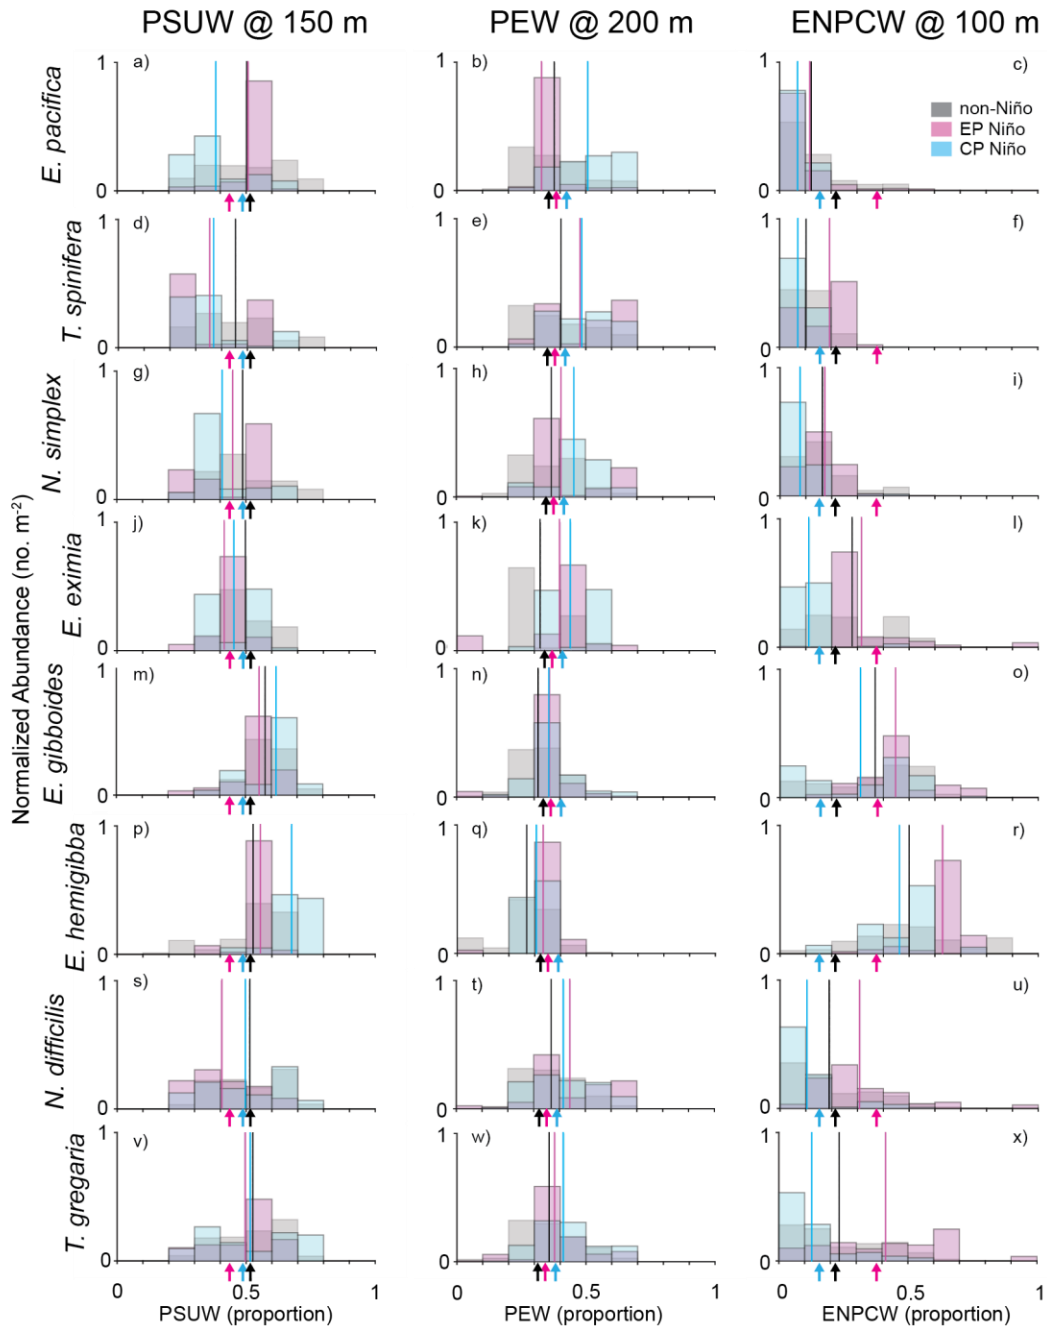 PSUW @ 150 m PEW @ 200 m ENPCW @ 100 m
E. pacifica 1 0 a) 1 0 b) 1 0 c)
non-Niño
EP Niño
CP Niño
T. spinifera 1 0 d) 1 0 e) 1 0 f)
N. simplex 1 0 g) 1 0 h) 1 0 i)
Normalized Abundance (no. m⁻²)
E. eximia 1 0 j) 1 0 k) 1 0 l)
E. gibboides 1 0 m) 1 0 n) 1 0 o)
E. hemigibba 1 0 p) 1 0 q) 1 0 r)
N. difficilis 1 0 s) 1 0 t) 1 0 u)
T. gregaria 1 0 v) 1 0 w) 1 0 x)
0 0.5 1 0 0.5 1 0 0.5 1
PSUW (proportion) PEW (proportion) ENPCW (proportion)